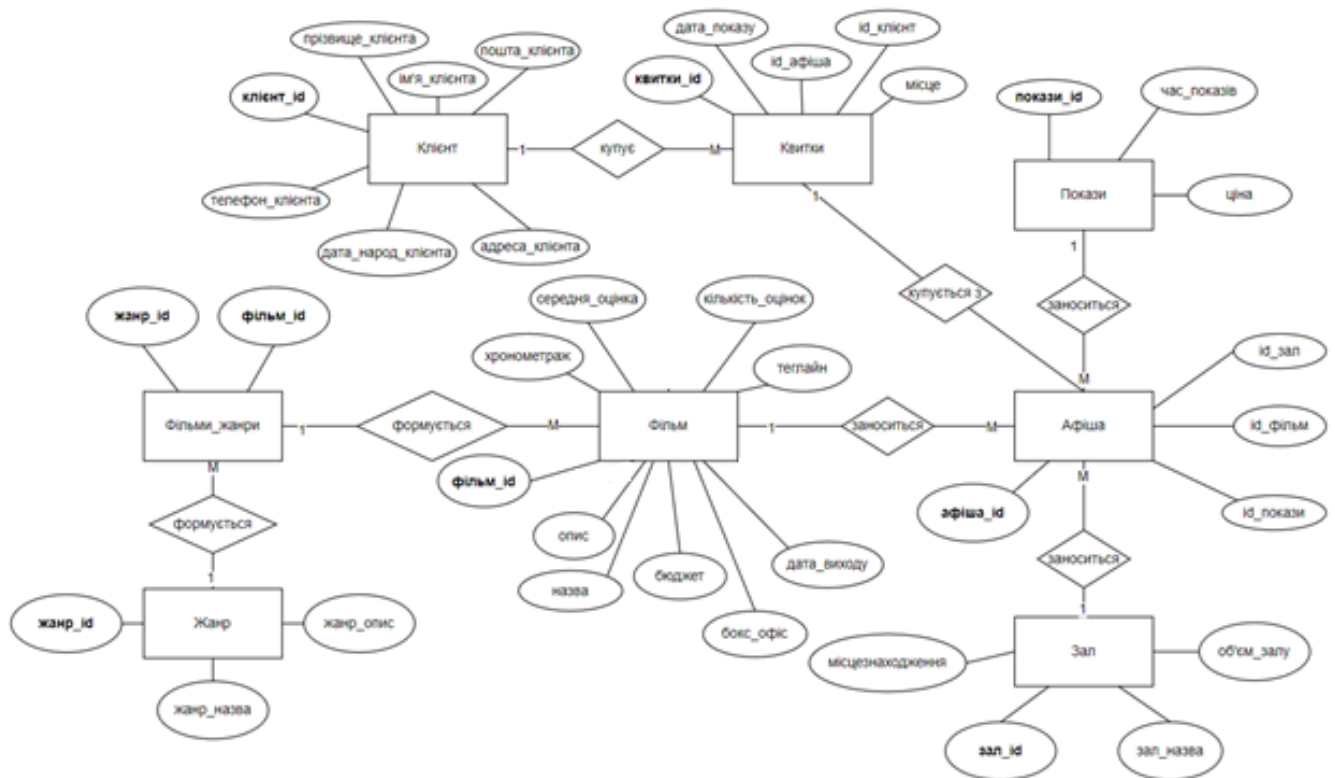 прізвище_клієнта
пошта_клієнта
ім'я_клієнта
клієнт_id
Клієнт
телефон_клієнта
дата_народ_клієнта
адреса_клієнта
1
купує
М
дата_показу
id_клієнт
id_афіша
квитки_id
місце
Квитки
1
купується з
покази_id
час_показів
Покази
ціна
1
заноситься
М
жанр_id
фільм_id
Фільми_жанри
1
формується
М
середня_оцінка
кількість_оцінок
хронометраж
теглайн
Фільм
1
заноситься
М
фільм_id
опис
назва
бюджет
бокс_офіс
дата_виходу
id_зал
Афіша
id_фільм
афіша_id
id_покази
М
заноситься
1
М
формується
1
жанр_id
Жанр
жанр_опис
жанр_назва
місцезнаходження
Зал
об'єм_залу
зал_id
зал_назва